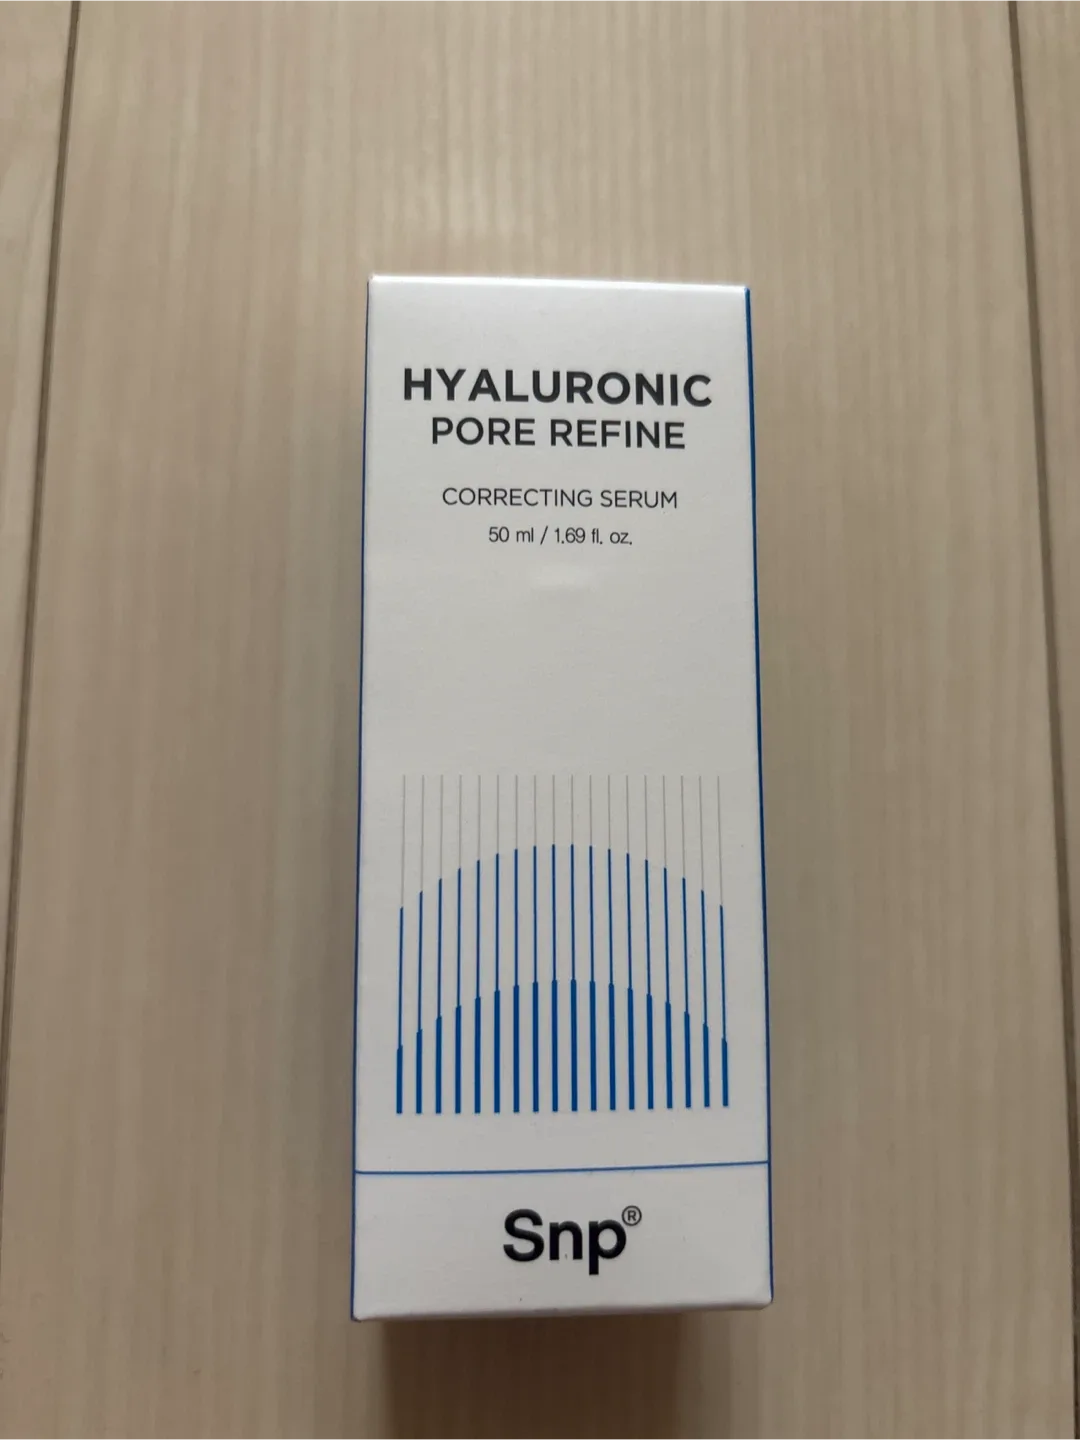 HYALURONIC
PORE REFINE
CORRECTING SERUM
50 ml / 1.69 fl. oz.
Snp®